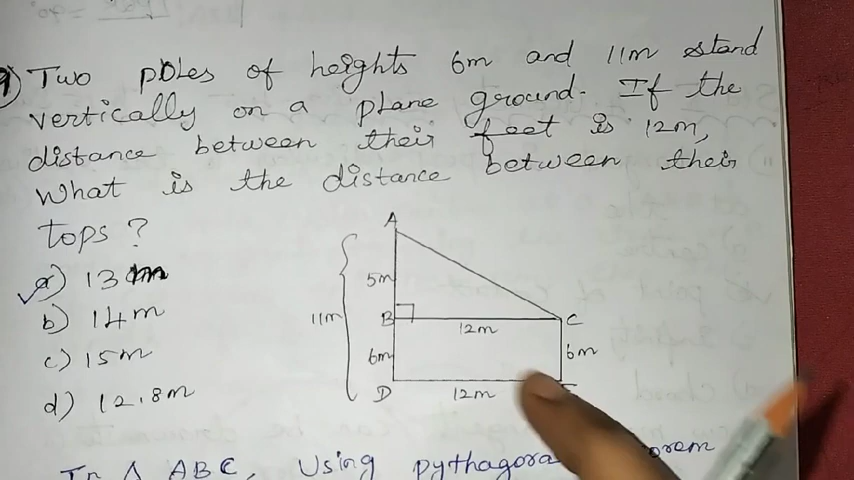 9) Two poles of heights 6m and 11m stand
vertically on a plane ground. If the
distance between their feet is 12m,
What is the distance between their
tops ?
a) 13m
b) 14m
c) 15m
d) 12.8m
A
5m
11m
B
12m
C
6m
6m
D
12m
In Δ ABC, Using pythagora